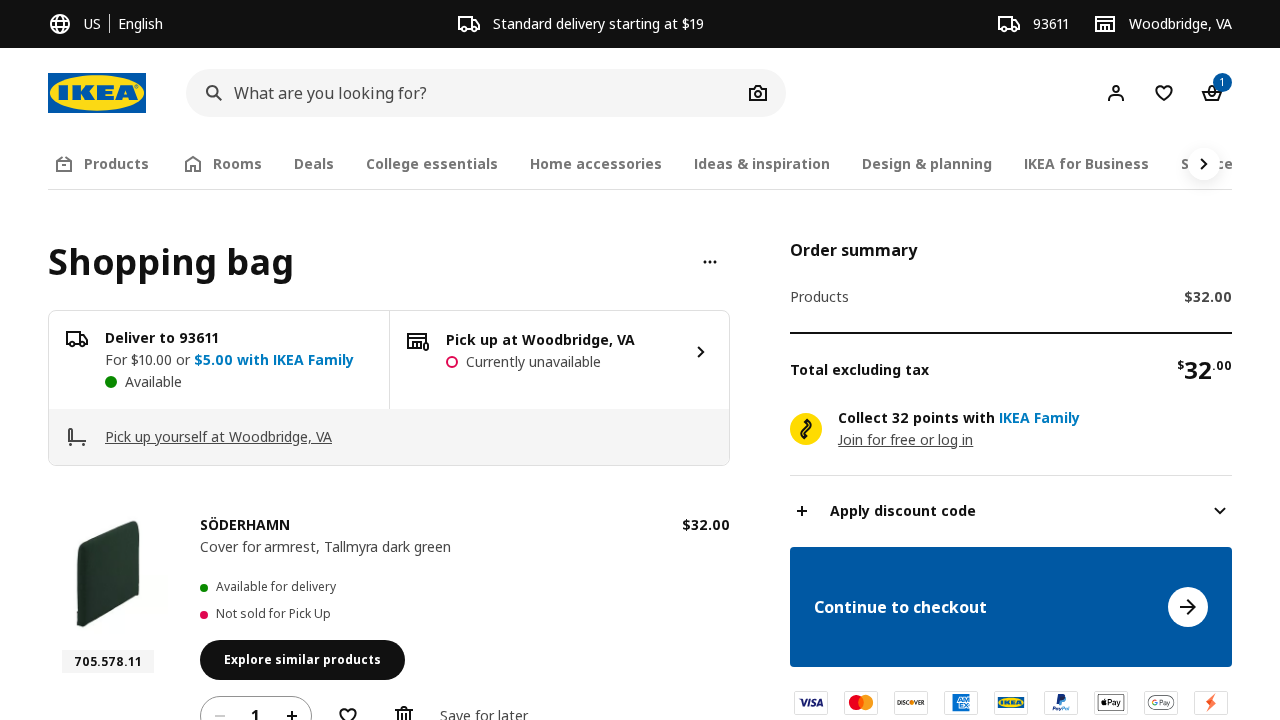 US English
Standard delivery starting at $19
93611
Woodbridge, VA
IKEA
What are you looking for?
1
Products
Rooms
Deals
College essentials
Home accessories
Ideas & inspiration
Design & planning
IKEA for Business
Shopping bag
Deliver to 93611
For $10.00 or $5.00 with IKEA Family
Available
Pick up at Woodbridge, VA
Currently unavailable
Pick up yourself at Woodbridge, VA
SÖDERHAMN
$32.00
Cover for armrest, Tallmyra dark green
Available for delivery
Not sold for Pick Up
705.578.11
Explore similar products
1
Save for later
Order summary
Products $32.00
Total excluding tax $32.00
Collect 32 points with IKEA Family
Join for free or log in
Apply discount code
Continue to checkout
VISA
DISCOVER
AMEX
IKEA
PayPal
Pay
G Pay